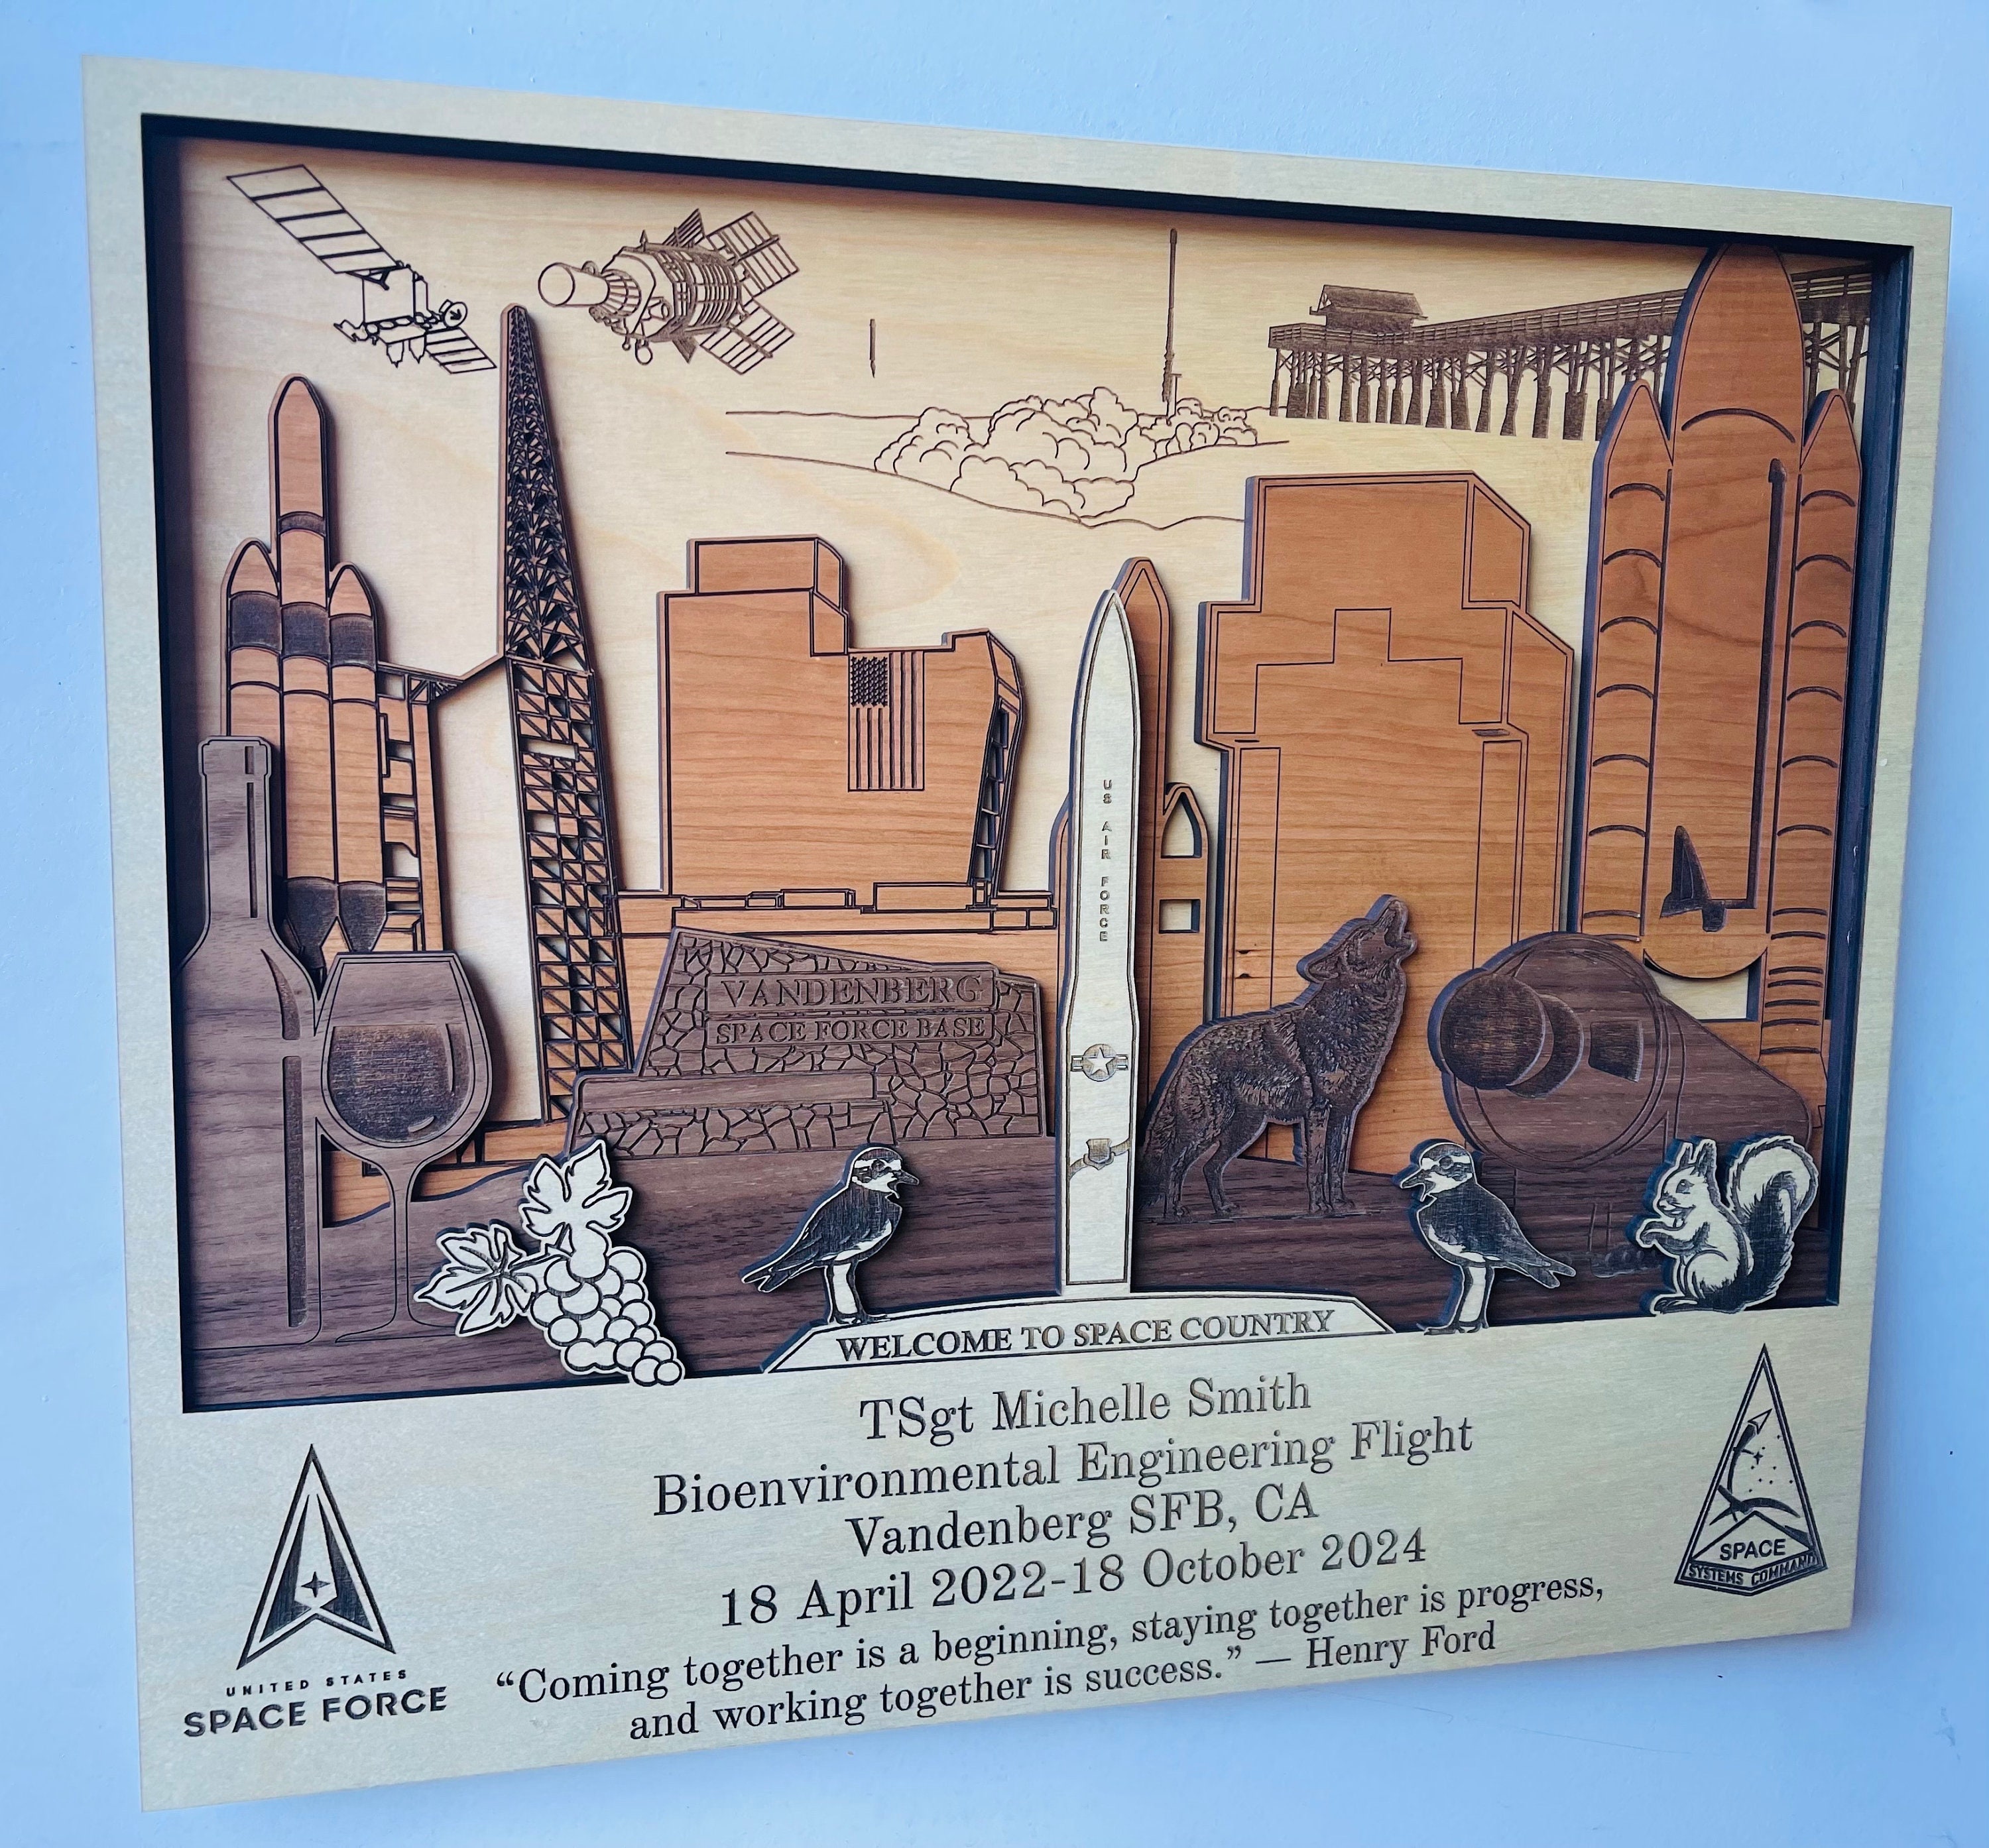 US AIR FORCE
VANDENBERG
SPACE FORCE BASE
WELCOME TO SPACE COUNTRY
TSgt Michelle Smith
Bioenvironmental Engineering Flight
Vandenberg SFB, CA
18 April 2022-18 October 2024
“Coming together is a beginning, staying together is progress,
and working together is success.” — Henry Ford
UNITED STATES
SPACE FORCE
SPACE
SYSTEMS COMMAND